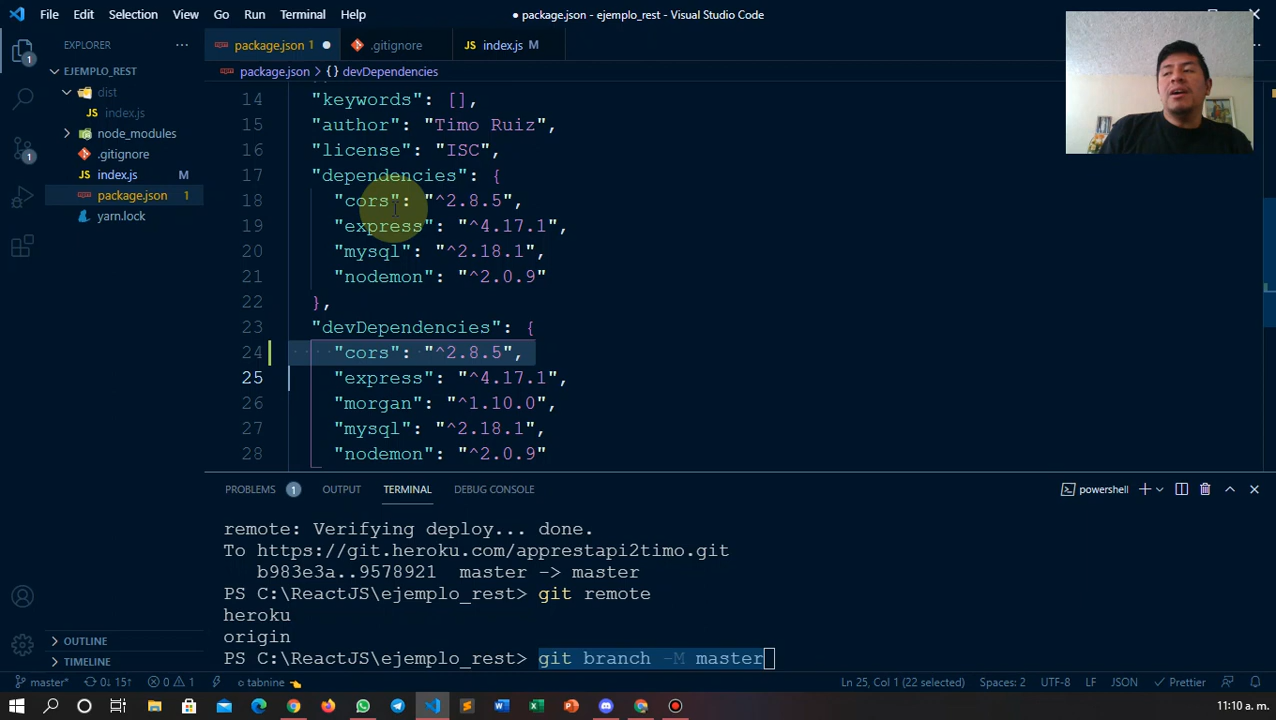 File Edit Selection View Go Run Terminal Help
● package.json - ejemplo_rest - Visual Studio Code
EXPLORER
EJEMPLO_REST
dist
index.js
node_modules
.gitignore
index.js M
package.json 1
yarn.lock
OUTLINE
TIMELINE
1
1
package.json 1
.gitignore
index.js M
package.json > {} devDependencies
14 "keywords": [],
15 "author": "Timo Ruiz",
16 "license": "ISC",
17 "dependencies": {
18 "cors": "^2.8.5",
19 "express": "^4.17.1",
20 "mysql": "^2.18.1",
21 "nodemon": "^2.0.9"
22 },
23 "devDependencies": {
24 "cors": "^2.8.5",
25 "express": "^4.17.1",
26 "morgan": "^1.10.0",
27 "mysql": "^2.18.1",
28 "nodemon": "^2.0.9"
PROBLEMS 1 OUTPUT TERMINAL DEBUG CONSOLE
powershell
remote: Verifying deploy... done.
To https://git.heroku.com/apprestapi2timo.git
b983e3a..9578921 master -> master
PS C:\ReactJS\ejemplo_rest> git remote
heroku
origin
PS C:\ReactJS\ejemplo_rest> git branch -M master
master* 0↓ 15↑ 0 1 tabnine
Ln 25, Col 1 (22 selected) Spaces: 2 UTF-8 LF JSON Prettier
11:10 a. m.